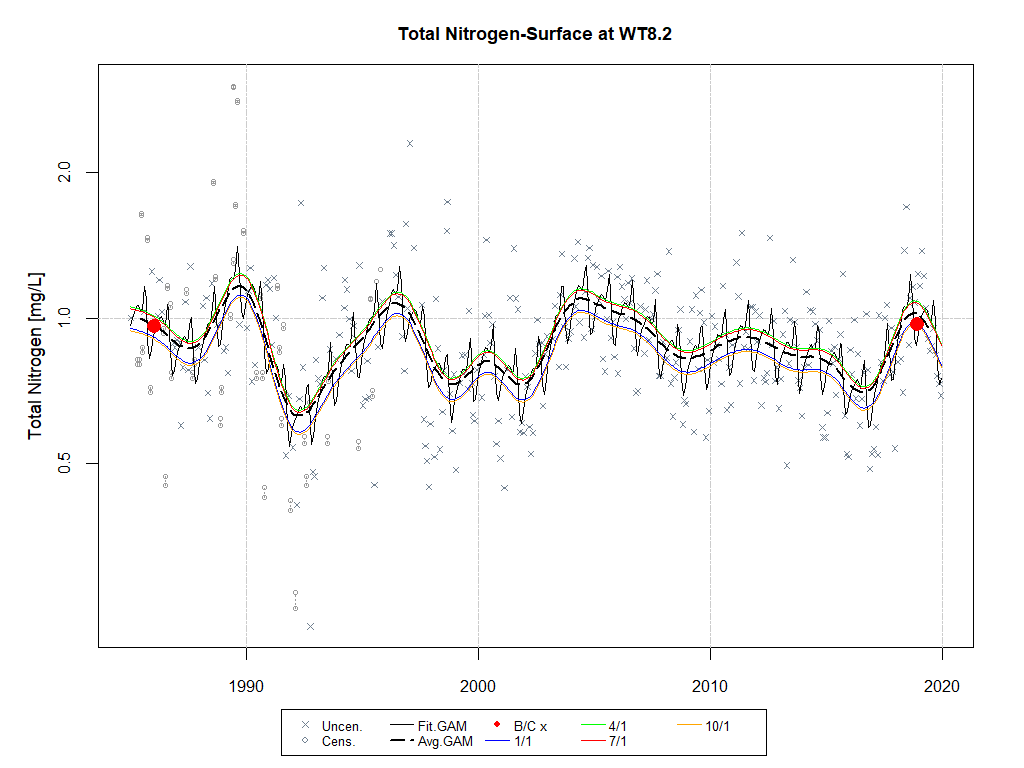 Total Nitrogen-Surface at WT8.2
Total Nitrogen [mg/L]
2.0
1.0
0.5
1990 2000 2010 2020
Uncen. Fit.GAM B/C x 4/1 10/1
Cens. Avg.GAM 1/1 7/1